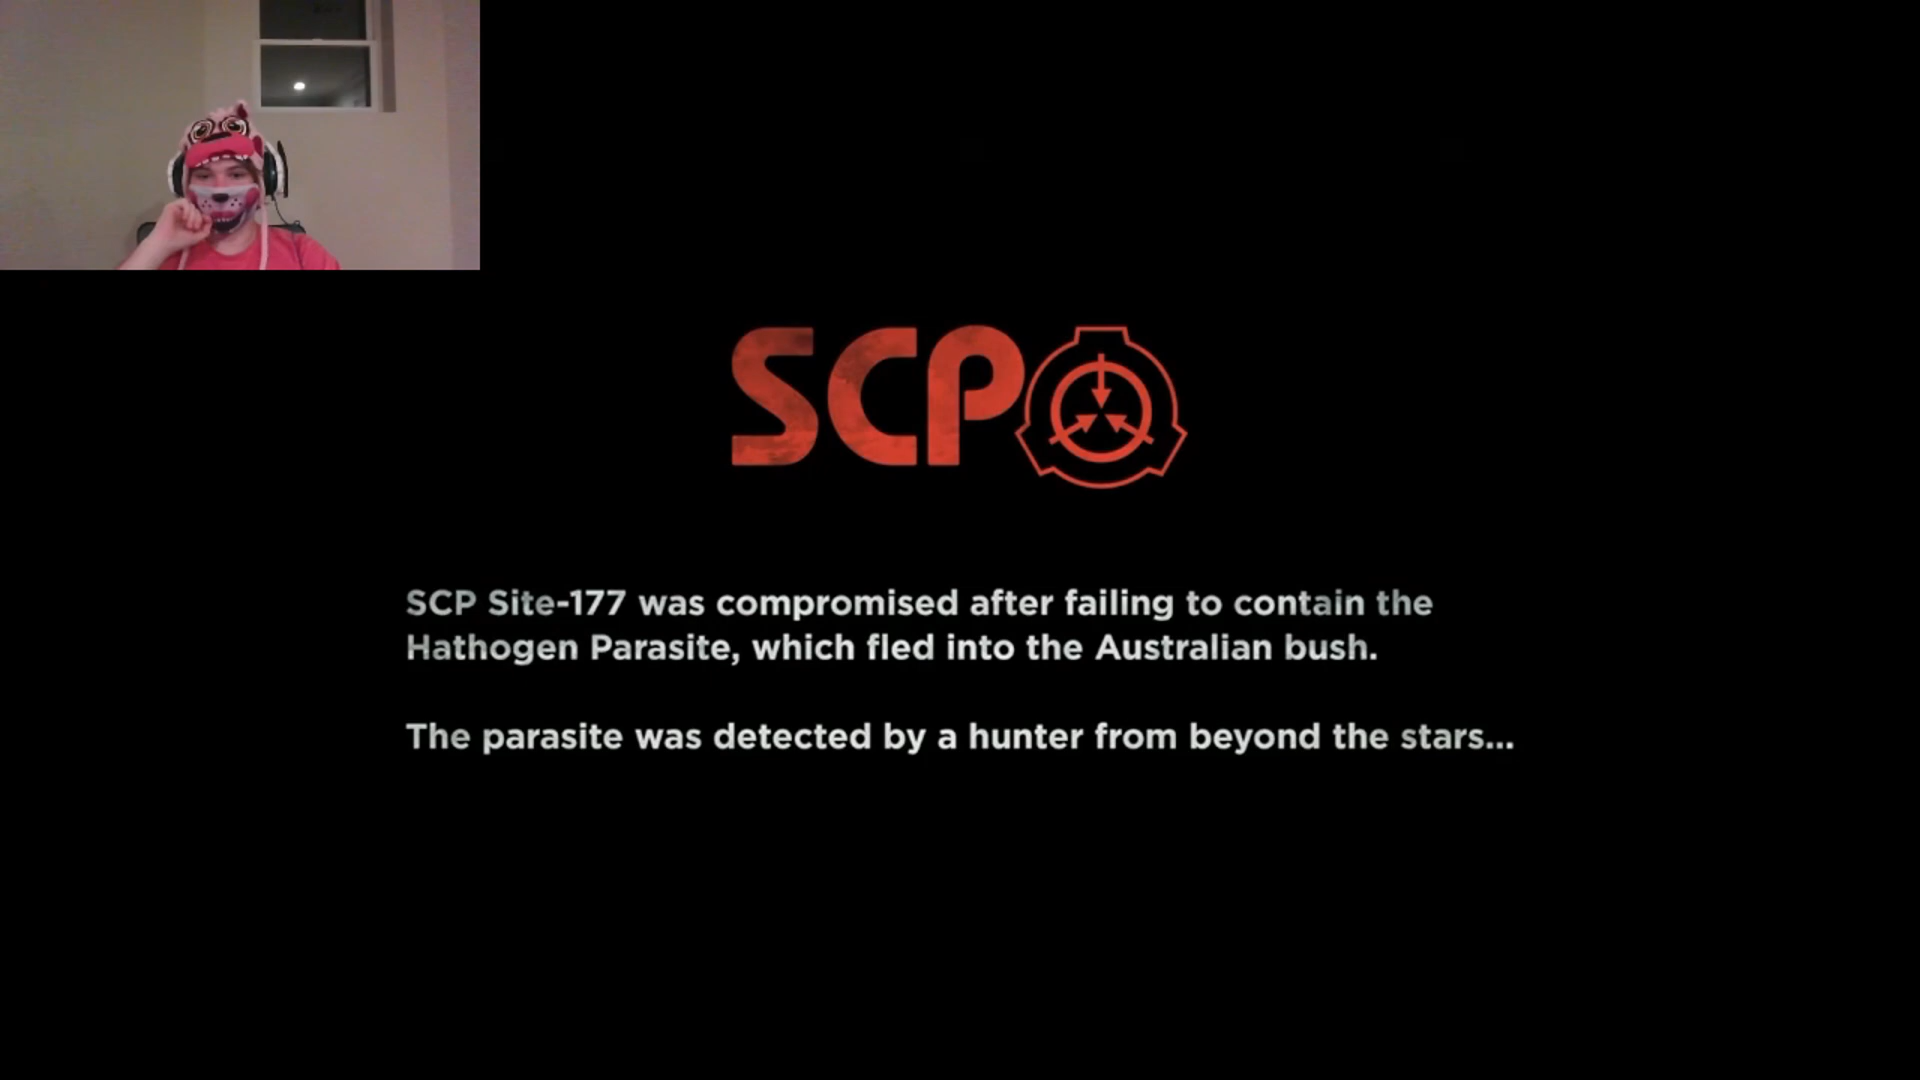 SCP
SCP Site-177 was compromised after failing to contain the
Hathogen Parasite, which fled into the Australian bush.
The parasite was detected by a hunter from beyond the stars...